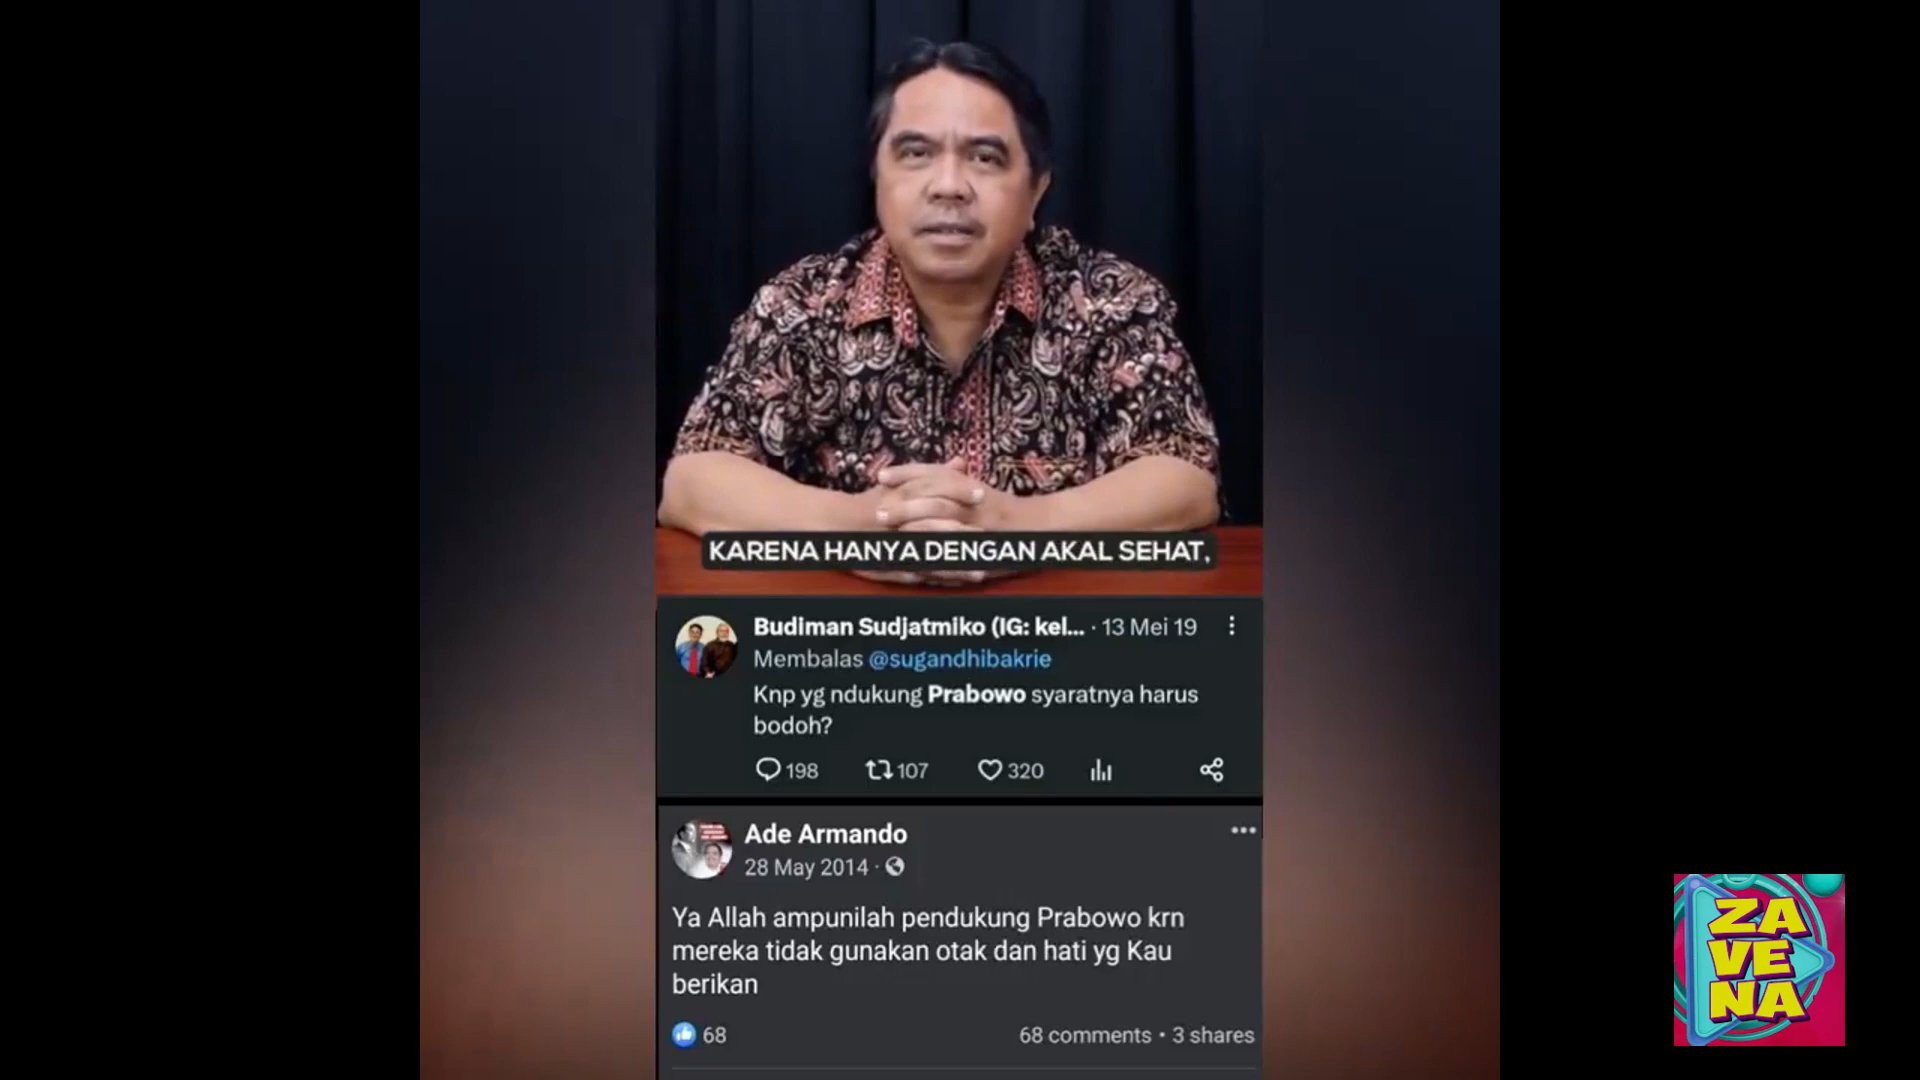 KARENA HANYA DENGAN AKAL SEHAT,
Budiman Sudjatmiko (IG: kel... · 13 Mei 19
Membalas @sugandhibakrie
Knp yg ndukung Prabowo syaratnya harus
bodoh?
198 107 320
Ade Armando
28 May 2014 ·
Ya Allah ampunilah pendukung Prabowo krn
mereka tidak gunakan otak dan hati yg Kau
berikan
68 68 comments • 3 shares
ZA
VE
NA